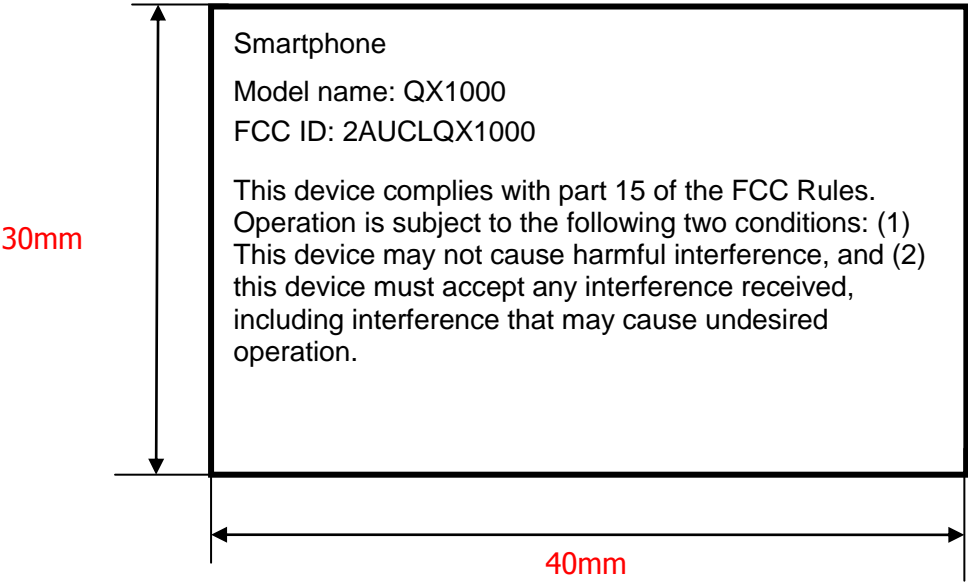 Smartphone
Model name: QX1000
FCC ID: 2AUCLQX1000
This device complies with part 15 of the FCC Rules.
Operation is subject to the following two conditions: (1)
This device may not cause harmful interference, and (2)
this device must accept any interference received,
including interference that may cause undesired
operation.
30mm
40mm